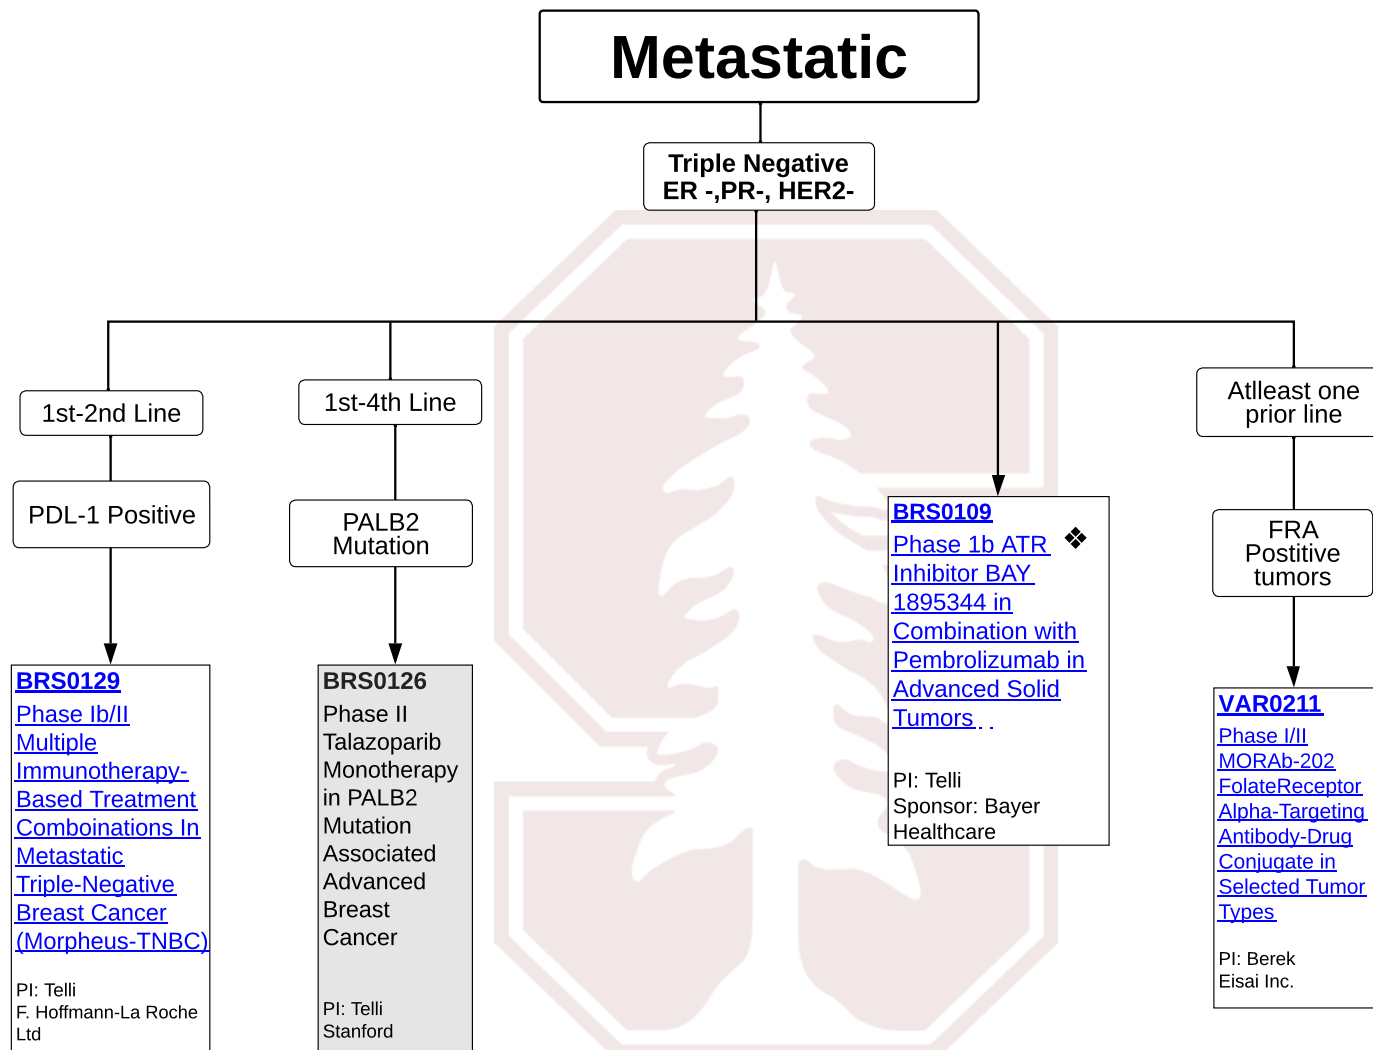 Metastatic
Triple Negative
ER -,PR-, HER2-
1st-2nd Line
PDL-1 Positive
BRS0129
Phase Ib/II
Multiple
Immunotherapy-
Based Treatment
Comboinations In
Metastatic
Triple-Negative
Breast Cancer
(Morpheus-TNBC)
PI: Telli
F. Hoffmann-La Roche
Ltd
1st-4th Line
PALB2
Mutation
BRS0126
Phase II
Talazoparib
Monotherapy
in PALB2
Mutation
Associated
Advanced
Breast
Cancer
PI: Telli
Stanford
BRS0109
Phase 1b ATR ❖
Inhibitor BAY
1895344 in
Combination with
Pembrolizumab in
Advanced Solid
Tumors
PI: Telli
Sponsor: Bayer
Healthcare
Atlleast one
prior line
FRA
Postitive
tumors
VAR0211
Phase I/II
MORAb-202
FolateReceptor
Alpha-Targeting
Antibody-Drug
Conjugate in
Selected Tumor
Types
PI: Berek
Eisai Inc.